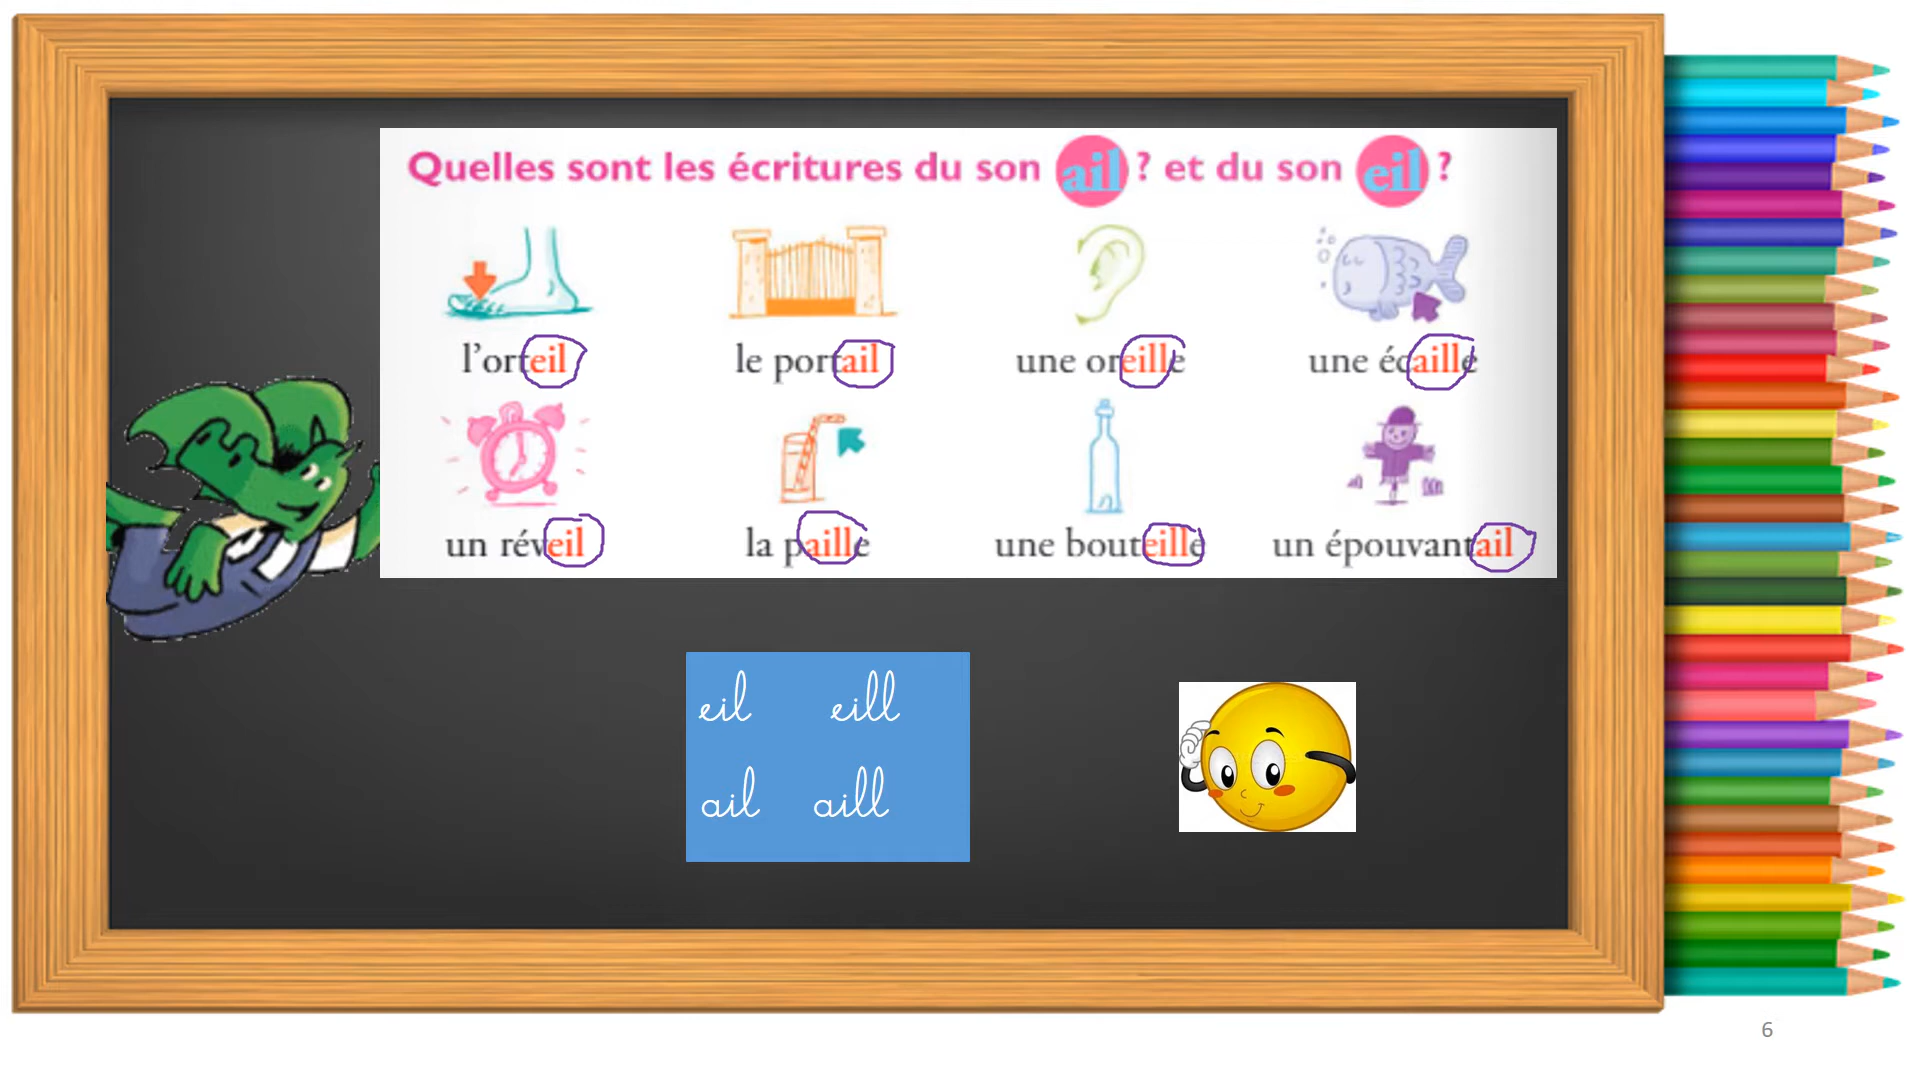 Quelles sont les écritures du son ail ? et du son eil ?
l'orteil le portail une oreille une écaille
un réveil la paille une bouteille un épouvantail
eil eill
ail aill
6